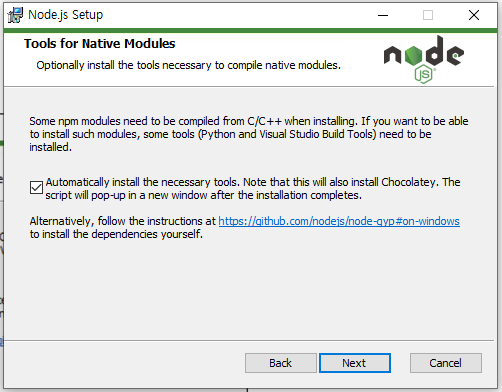 Node.js Setup
Tools for Native Modules
Optionally install the tools necessary to compile native modules.
node
JS
Some npm modules need to be compiled from C/C++ when installing. If you want to be able
to install such modules, some tools (Python and Visual Studio Build Tools) need to be
installed.
Automatically install the necessary tools. Note that this will also install Chocolatey. The
script will pop-up in a new window after the installation completes.
Alternatively, follow the instructions at https://github.com/nodejs/node-gyp#on-windows
to install the dependencies yourself.
Back Next Cancel